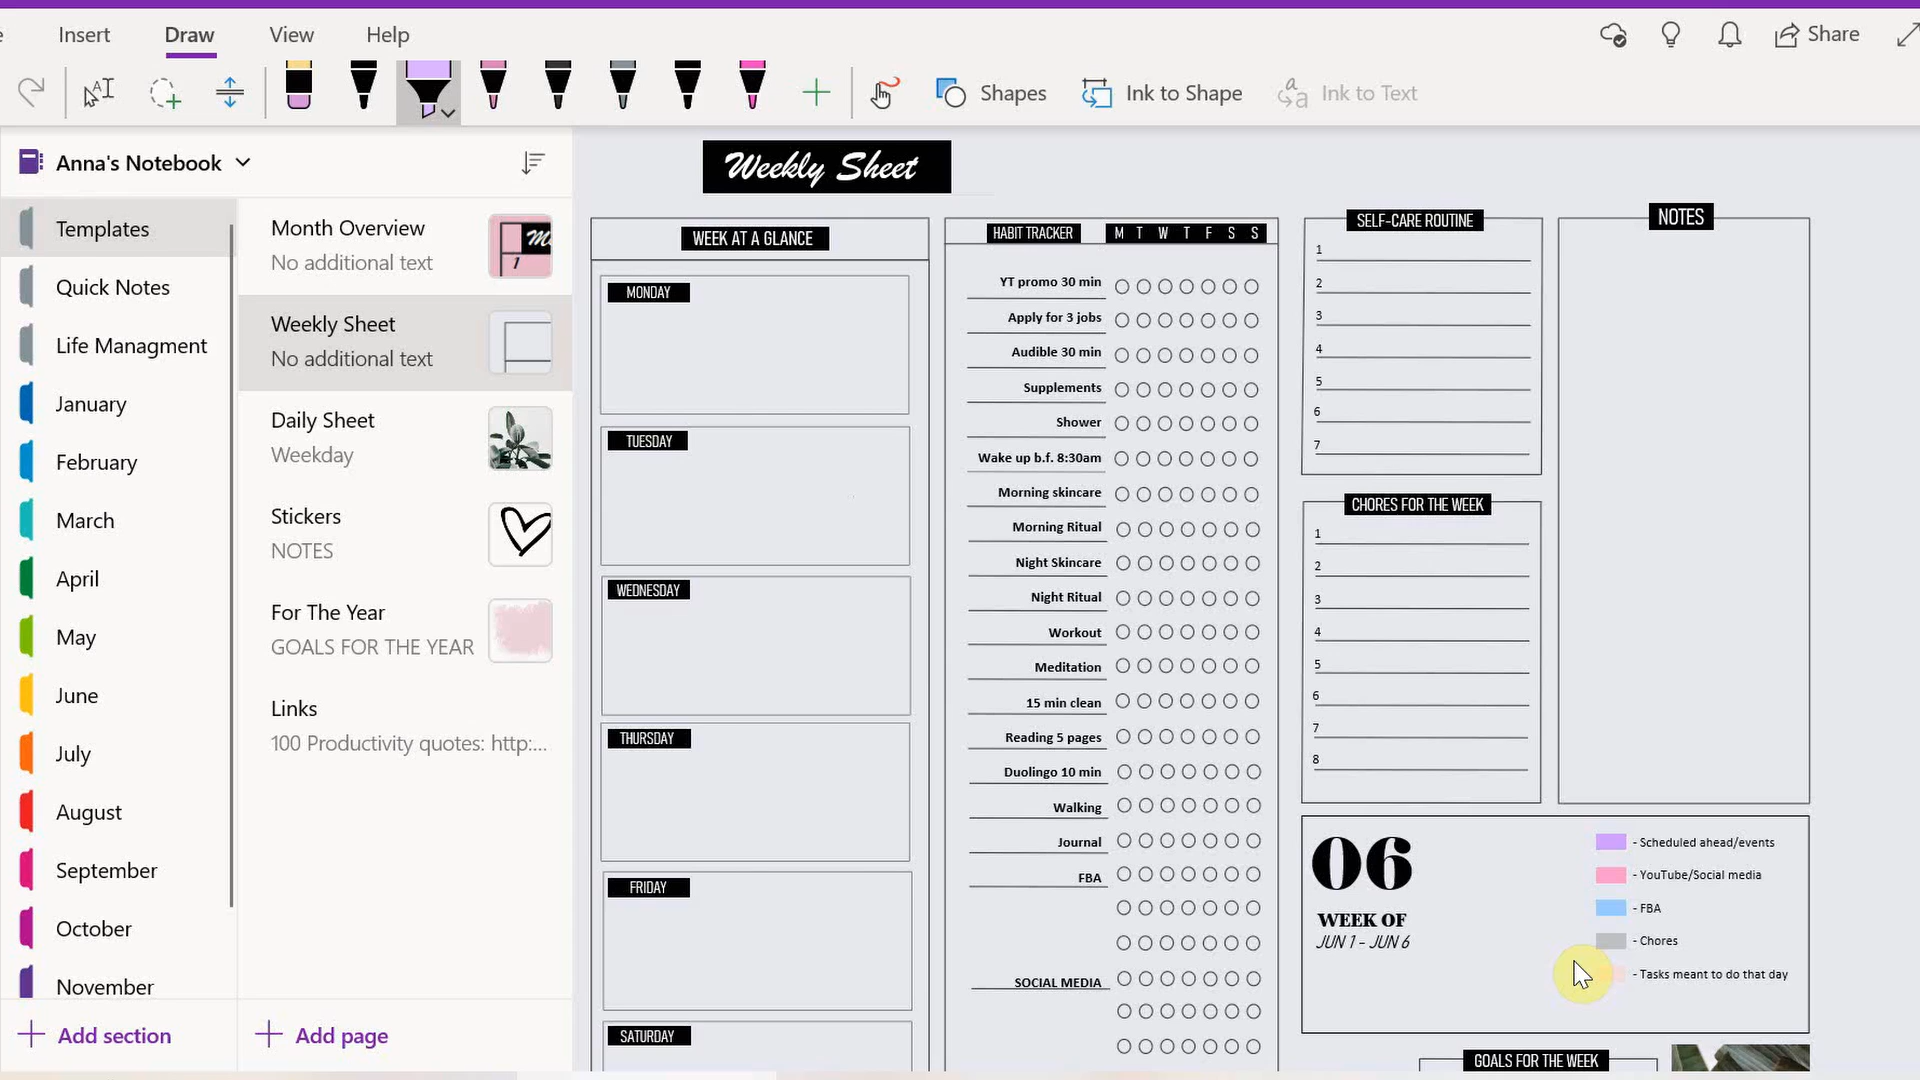 Insert
Draw
View
Help
Share
Shapes
Ink to Shape
Ink to Text
Anna's Notebook
Templates
Quick Notes
Life Managment
January
February
March
April
May
June
July
August
September
October
November
Add section
Month Overview
No additional text
Weekly Sheet
No additional text
Daily Sheet
Weekday
Stickers
NOTES
For The Year
GOALS FOR THE YEAR
Links
100 Productivity quotes: http:...
Add page
Weekly Sheet
WEEK AT A GLANCE
MONDAY
TUESDAY
WEDNESDAY
THURSDAY
FRIDAY
SATURDAY
HABIT TRACKER M T W T F S S
YT promo 30 min
Apply for 3 jobs
Audible 30 min
Supplements
Shower
Wake up b.f. 8:30am
Morning skincare
Morning Ritual
Night Skincare
Night Ritual
Workout
Meditation
15 min clean
Reading 5 pages
Duolingo 10 min
Walking
Journal
FBA
SOCIAL MEDIA
SELF-CARE ROUTINE
1
2
3
4
5
6
7
CHORES FOR THE WEEK
1
2
3
4
5
6
7
8
NOTES
06
WEEK OF
JUN 1 - JUN 6
- Scheduled ahead/events
- YouTube/Social media
- FBA
- Chores
- Tasks meant to do that day
GOALS FOR THE WEEK